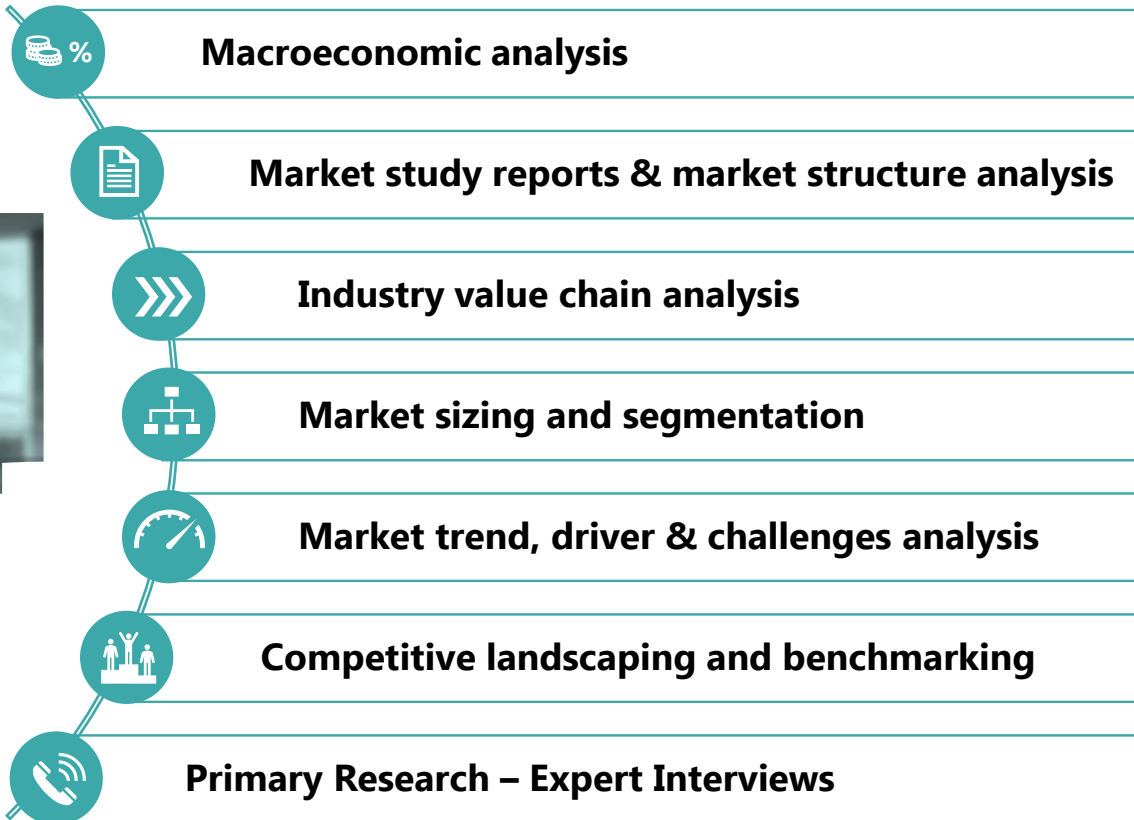 %
Macroeconomic analysis
Market study reports & market structure analysis
Industry value chain analysis
Market sizing and segmentation
Market trend, driver & challenges analysis
Competitive landscaping and benchmarking
Primary Research – Expert Interviews